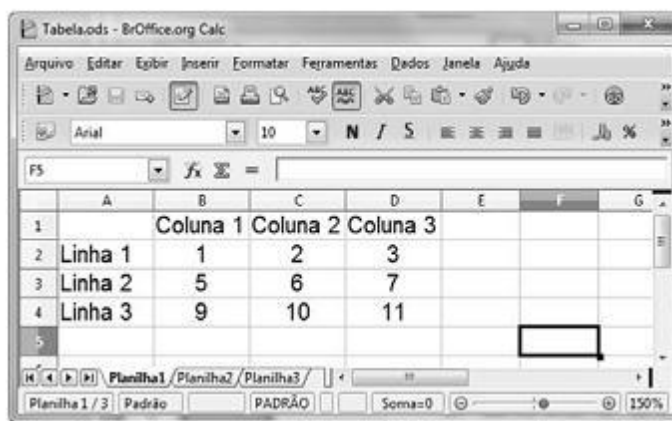 Tabela.ods - BrOffice.org Calc
Arquivo Editar Exibir Inserir Formatar Ferramentas Dados Janela Ajuda
ABC ABC
Arial 10 N I S %
F5 =
A B C D E F G
1 Coluna 1 Coluna 2 Coluna 3
2 Linha 1 1 2 3
3 Linha 2 5 6 7
4 Linha 3 9 10 11
5
Planilha1 Planilha2 Planilha3
Planilha 1 / 3 Padrão PADRÃO Soma=0 150%